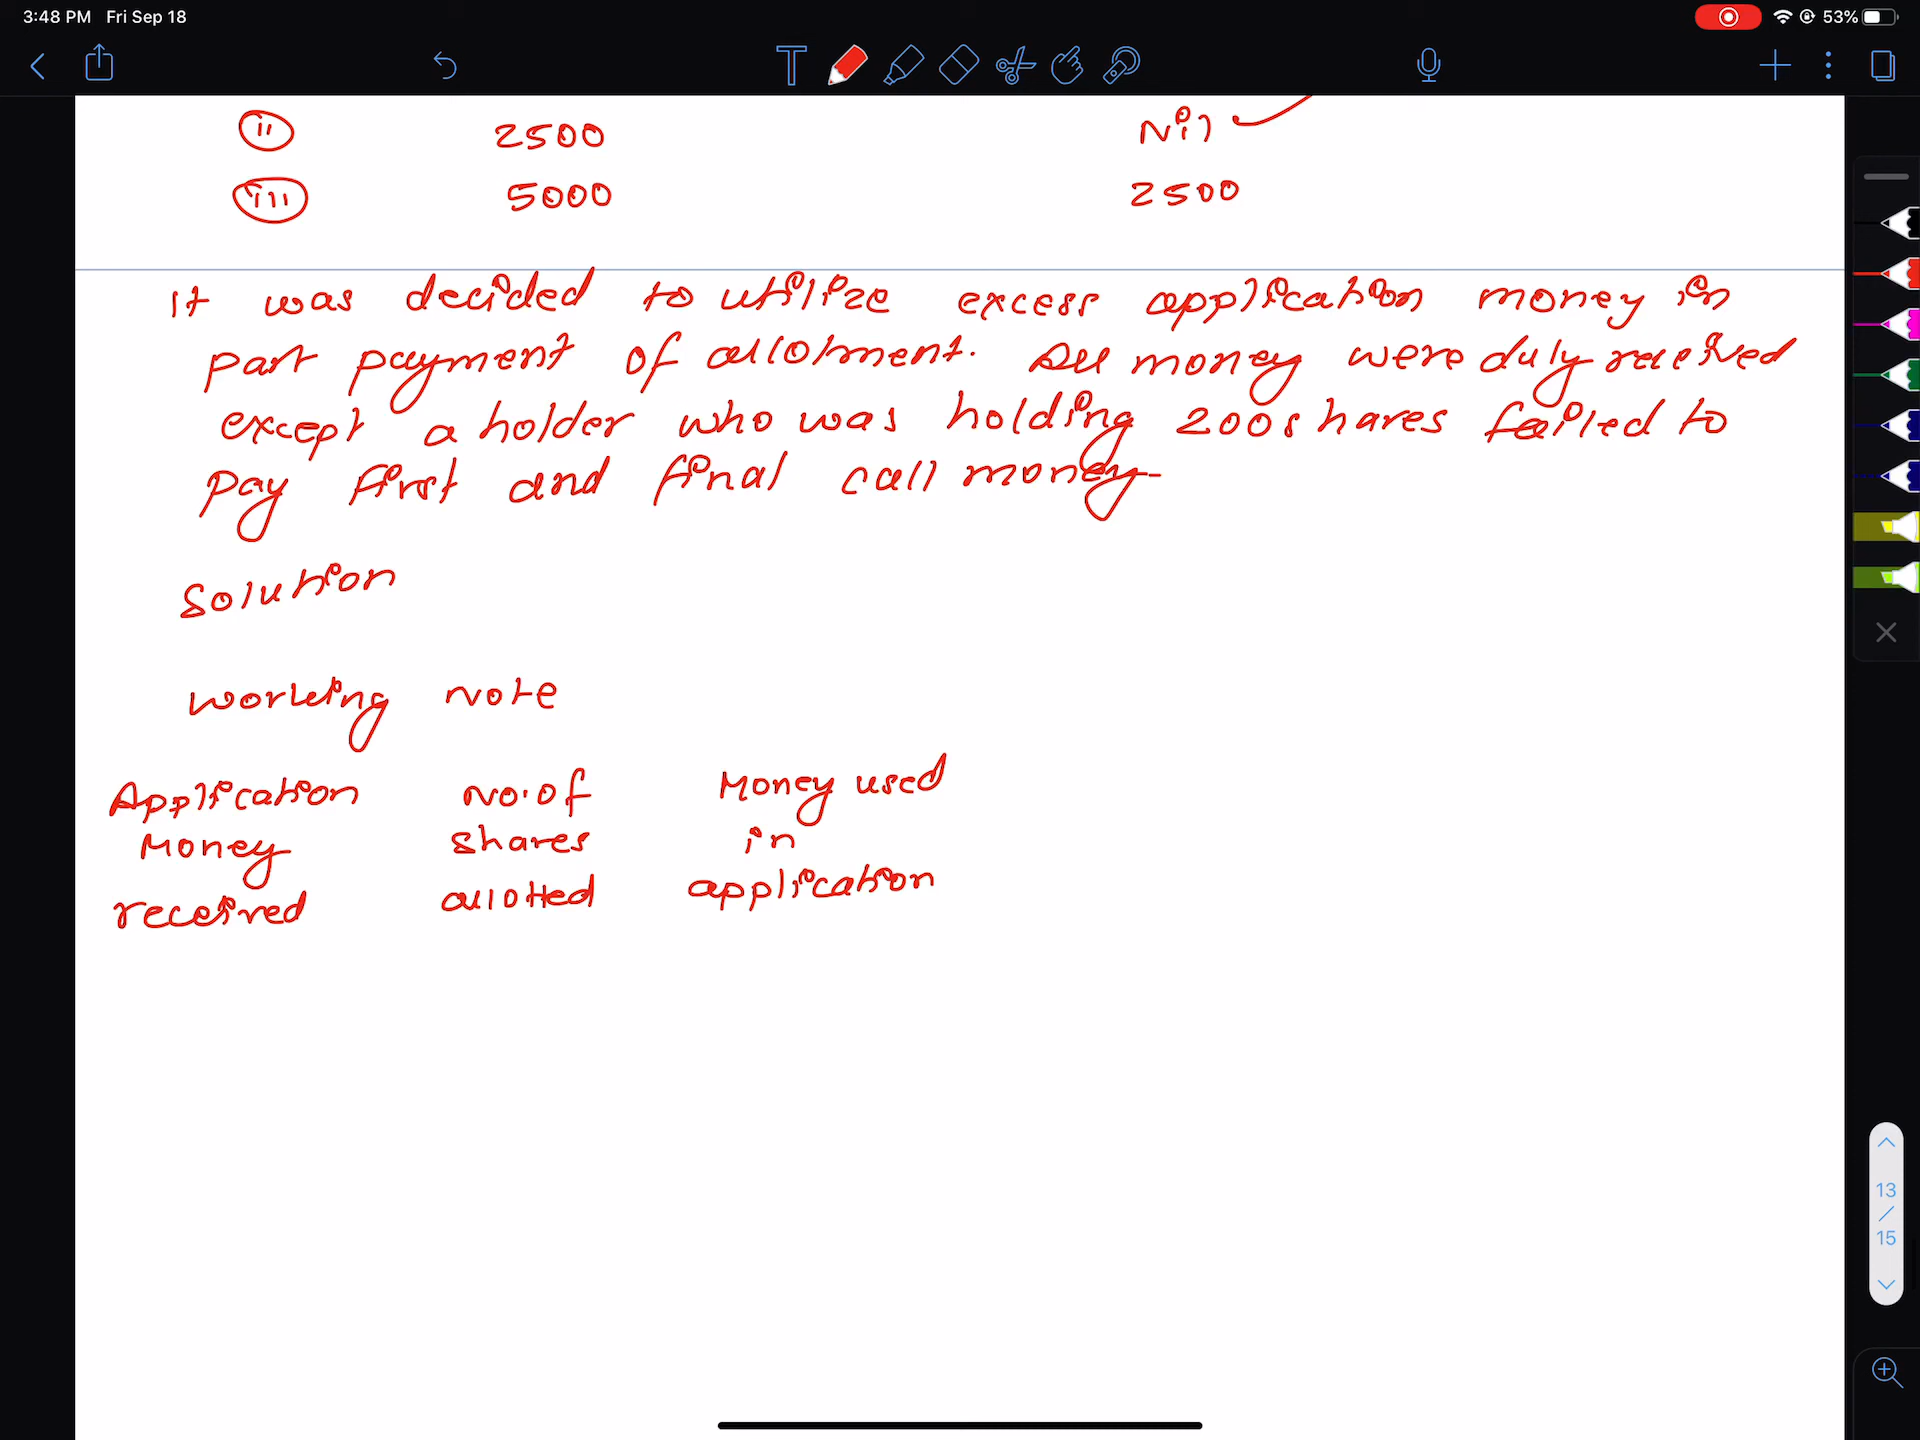 3:48 PM Fri Sep 18 53%
ii 2500 Nil
iii 5000 2500
It was decided to utilize excess application money in
part payment of allotment. All money were duly received
except a holder who was holding 200 shares failed to
pay first and final call money
Solution
Working note
Application No. of Money used
Money shares in
received allotted application
13
/
15